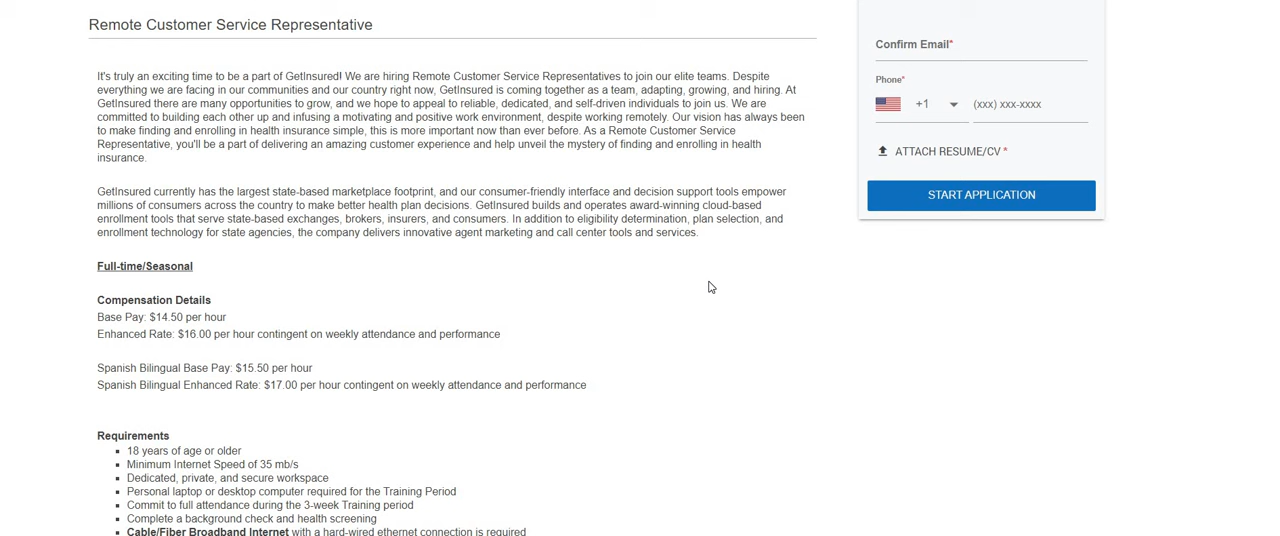 Remote Customer Service Representative
It's truly an exciting time to be a part of GetInsured! We are hiring Remote Customer Service Representatives to join our elite teams. Despite
everything we are facing in our communities and our country right now, GetInsured is coming together as a team, adapting, growing, and hiring. At
GetInsured there are many opportunities to grow, and we hope to appeal to reliable, dedicated, and self-driven individuals to join us. We are
committed to building each other up and infusing a motivating and positive work environment, despite working remotely. Our vision has always been
to make finding and enrolling in health insurance simple, this is more important now than ever before. As a Remote Customer Service
Representative, you'll be a part of delivering an amazing customer experience and help unveil the mystery of finding and enrolling in health
insurance.
GetInsured currently has the largest state-based marketplace footprint, and our consumer-friendly interface and decision support tools empower
millions of consumers across the country to make better health plan decisions. GetInsured builds and operates award-winning cloud-based
enrollment tools that serve state-based exchanges, brokers, insurers, and consumers. In addition to eligibility determination, plan selection, and
enrollment technology for state agencies, the company delivers innovative agent marketing and call center tools and services.
Full-time/Seasonal
Compensation Details
Base Pay: $14.50 per hour
Enhanced Rate: $16.00 per hour contingent on weekly attendance and performance
Spanish Bilingual Base Pay: $15.50 per hour
Spanish Bilingual Enhanced Rate: $17.00 per hour contingent on weekly attendance and performance
Requirements
18 years of age or older
Minimum Internet Speed of 35 mb/s
Dedicated, private, and secure workspace
Personal laptop or desktop computer required for the Training Period
Commit to full attendance during the 3-week Training period
Complete a background check and health screening
Cable/Fiber Broadband Internet with a hard-wired ethernet connection is required
Confirm Email*
Phone*
+1 (xxx) xxx-xxxx
ATTACH RESUME/CV *
START APPLICATION